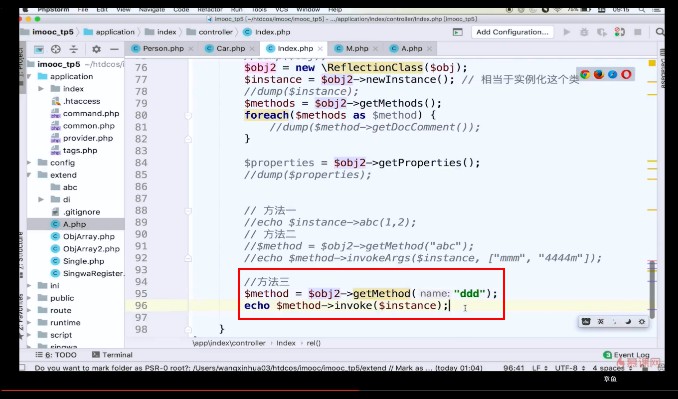 PhpStorm File Edit View Navigate Code Refactor Run Tools VCS Window Help
imooc_tp5 [~/htdcos/imooc/imooc_tp5] - .../application/index/controller/Index.php [imooc_tp5]
imooc_tp5 application index controller Index.php Add Configuration...
Person.php Car.php Index.php M.php A.php
imooc_tp5 ~/htdcos/imooc/imooc_tp5
application
index
.htaccess
command.php
common.php
provider.php
tags.php
config
extend
abc
di
.gitignore
A.php
ObjArray.php
ObjArray2.php
Single.php
SingwaRegister.
public
route
runtime
script
76 $obj2 = new \ReflectionClass($obj);
77 $instance = $obj2->newInstance(); // 相当于实例化这个类
78 //dump($instance);
79 $methods = $obj2->getMethods();
80 foreach($methods as $method) {
81 //dump($method->getDocComment());
82 }
83
84 $properties = $obj2->getProperties();
85 //dump($properties);
86
87
88 // 方法一
89 //echo $instance->abc(1,2);
90 // 方法二
91 //$method = $obj2->getMethod("abc");
92 //echo $method->invokeArgs($instance, ["mmm", "4444m"]);
93
94 //方法三
95 $method = $obj2->getMethod( name: "ddd");
96 echo $method->invoke($instance);
97
98 }
\app\index\controller Index rel()
6: TODO Terminal Event Log
Do you want to mark folder as PSR-0 root?: /Users/wangxinhua03/htdcos/imooc/imooc_tp5/extend // Mark as ... (today 01:04) 96:41 LF UTF-8 4 spaces
章鱼